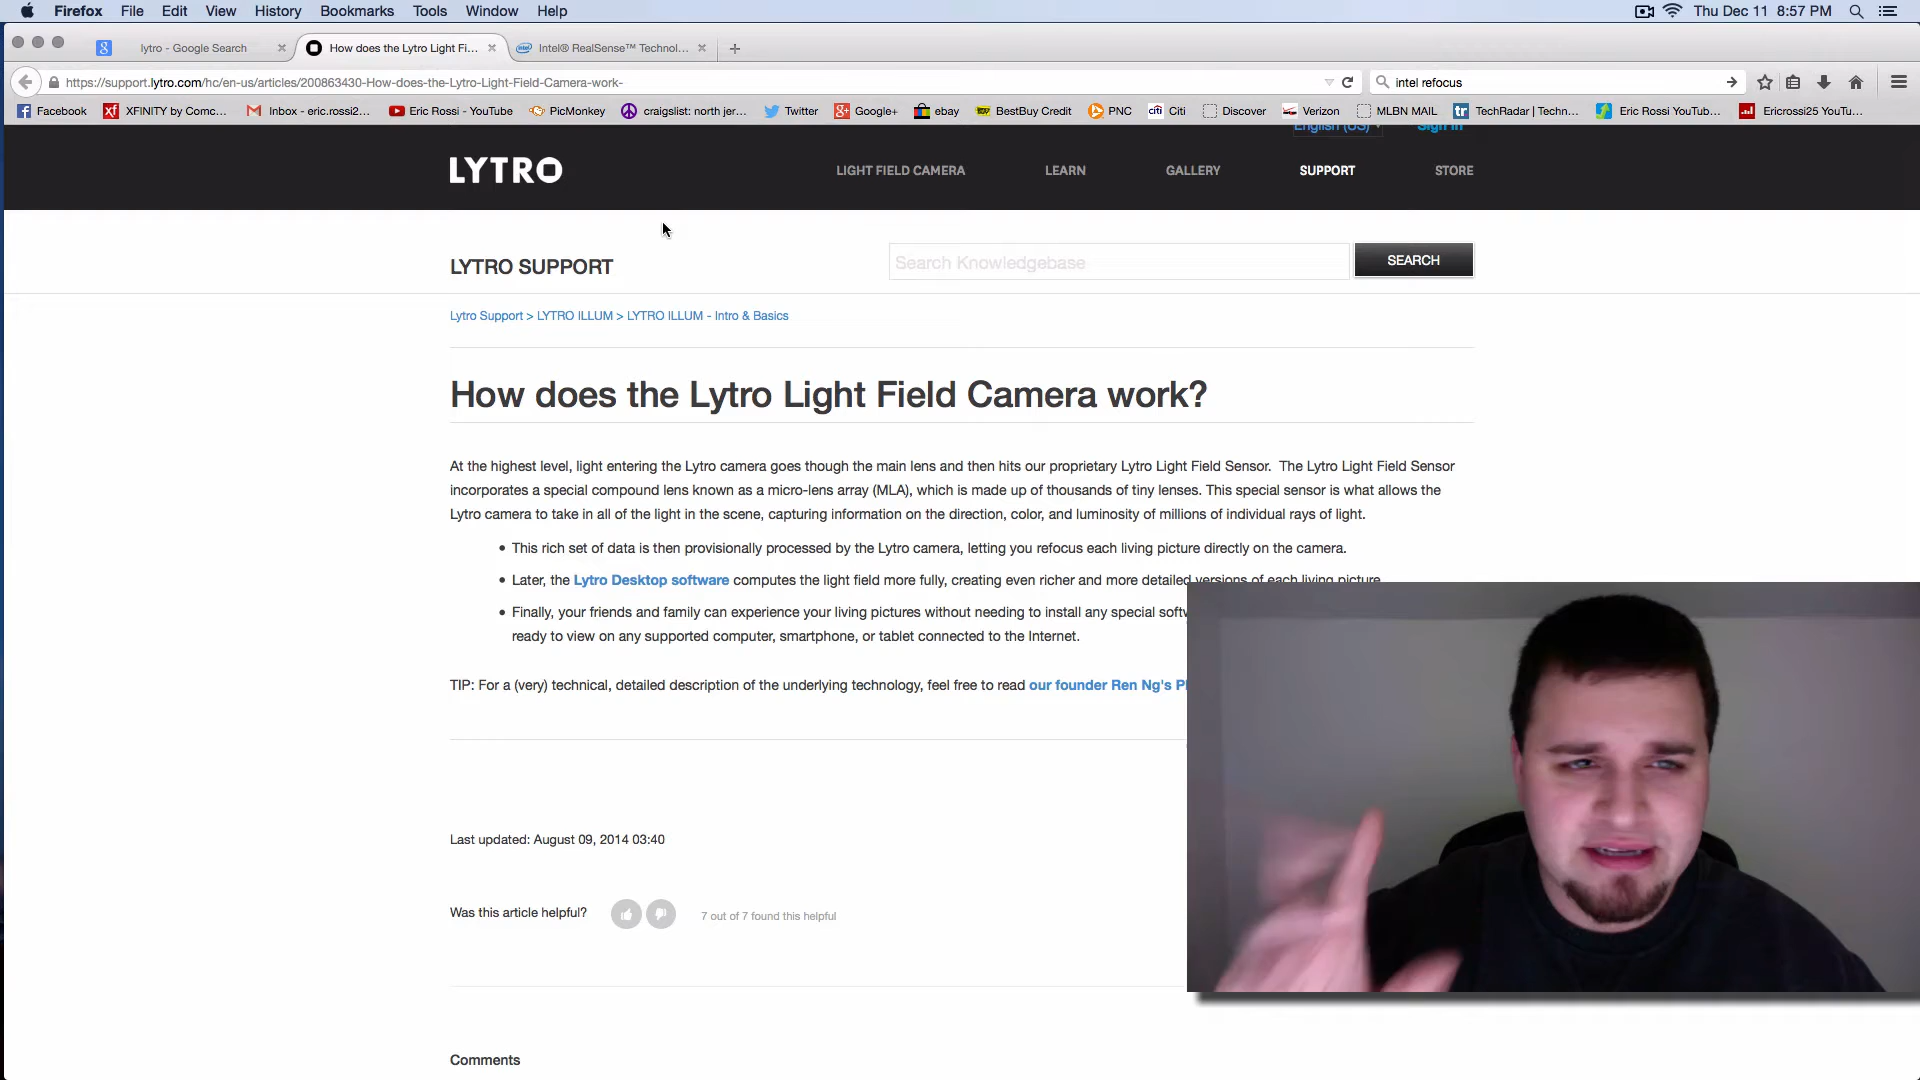 Firefox File Edit View History Bookmarks Tools Window Help Thu Dec 11 8:57 PM
lytro - Google Search How does the Lytro Light Fi... Intel® RealSense™ Technol...
https://support.lytro.com/hc/en-us/articles/200863430-How-does-the-Lytro-Light-Field-Camera-work- intel refocus
Facebook XFINITY by Comc... Inbox - eric.rossi2... Eric Rossi - YouTube PicMonkey craigslist: north jer... Twitter Google+ ebay BestBuy Credit PNC Citi Discover Verizon MLBN MAIL TechRadar | Techn... Eric Rossi YouTub... Ericrossi25 YouTu...
English (US) Sign in
LYTRO LIGHT FIELD CAMERA LEARN GALLERY SUPPORT STORE
LYTRO SUPPORT Search Knowledgebase SEARCH
Lytro Support > LYTRO ILLUM > LYTRO ILLUM - Intro & Basics
How does the Lytro Light Field Camera work?
At the highest level, light entering the Lytro camera goes though the main lens and then hits our proprietary Lytro Light Field Sensor. The Lytro Light Field Sensor
incorporates a special compound lens known as a micro-lens array (MLA), which is made up of thousands of tiny lenses. This special sensor is what allows the
Lytro camera to take in all of the light in the scene, capturing information on the direction, color, and luminosity of millions of individual rays of light.
• This rich set of data is then provisionally processed by the Lytro camera, letting you refocus each living picture directly on the camera.
• Later, the Lytro Desktop software computes the light field more fully, creating even richer and more detailed versions of each living picture.
• Finally, your friends and family can experience your living pictures without needing to install any special
ready to view on any supported computer, smartphone, or tablet connected to the Internet.
TIP: For a (very) technical, detailed description of the underlying technology, feel free to read our founder Ren Ng's
Last updated: August 09, 2014 03:40
Was this article helpful? 7 out of 7 found this helpful
Comments